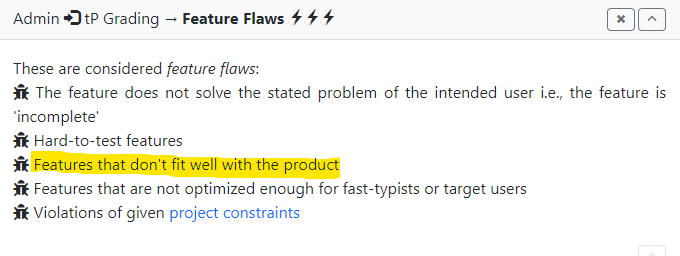 Admin tP Grading → Feature Flaws
These are considered feature flaws:
The feature does not solve the stated problem of the intended user i.e., the feature is
'incomplete'
Hard-to-test features
Features that don't fit well with the product
Features that are not optimized enough for fast-typists or target users
Violations of given project constraints